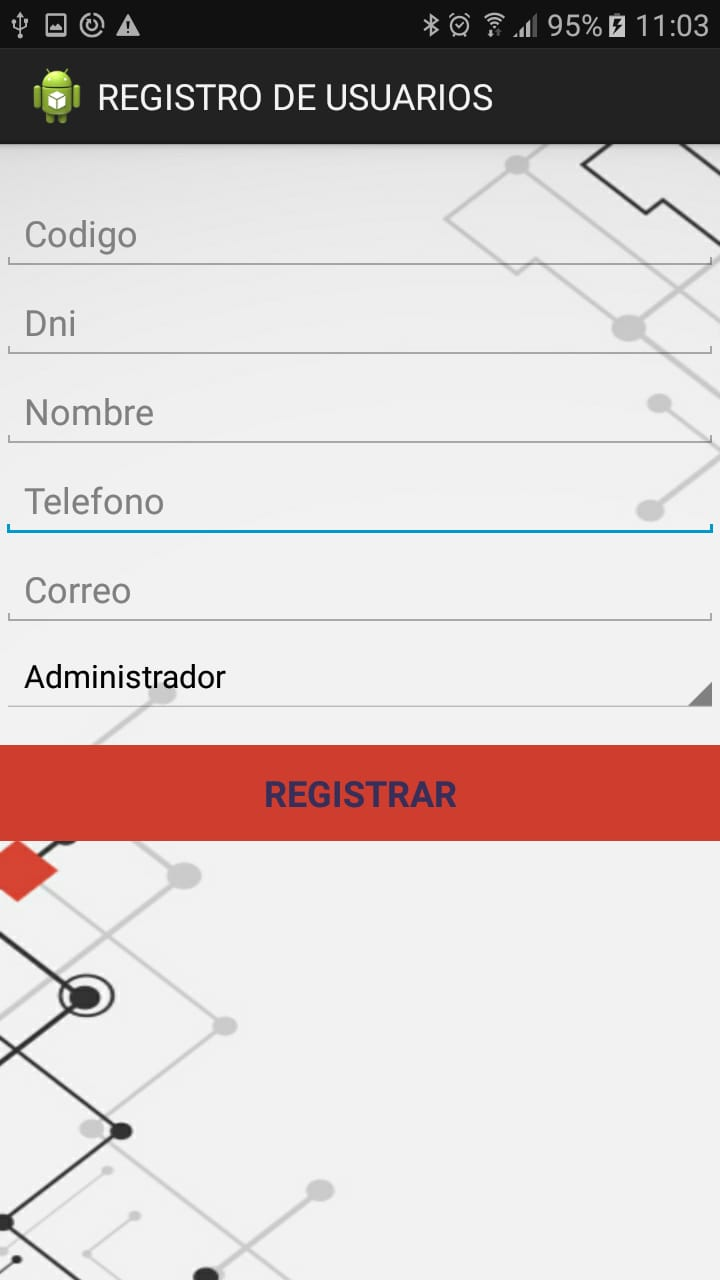 95% 11:03
REGISTRO DE USUARIOS
Codigo
Dni
Nombre
Telefono
Correo
Administrador
REGISTRAR